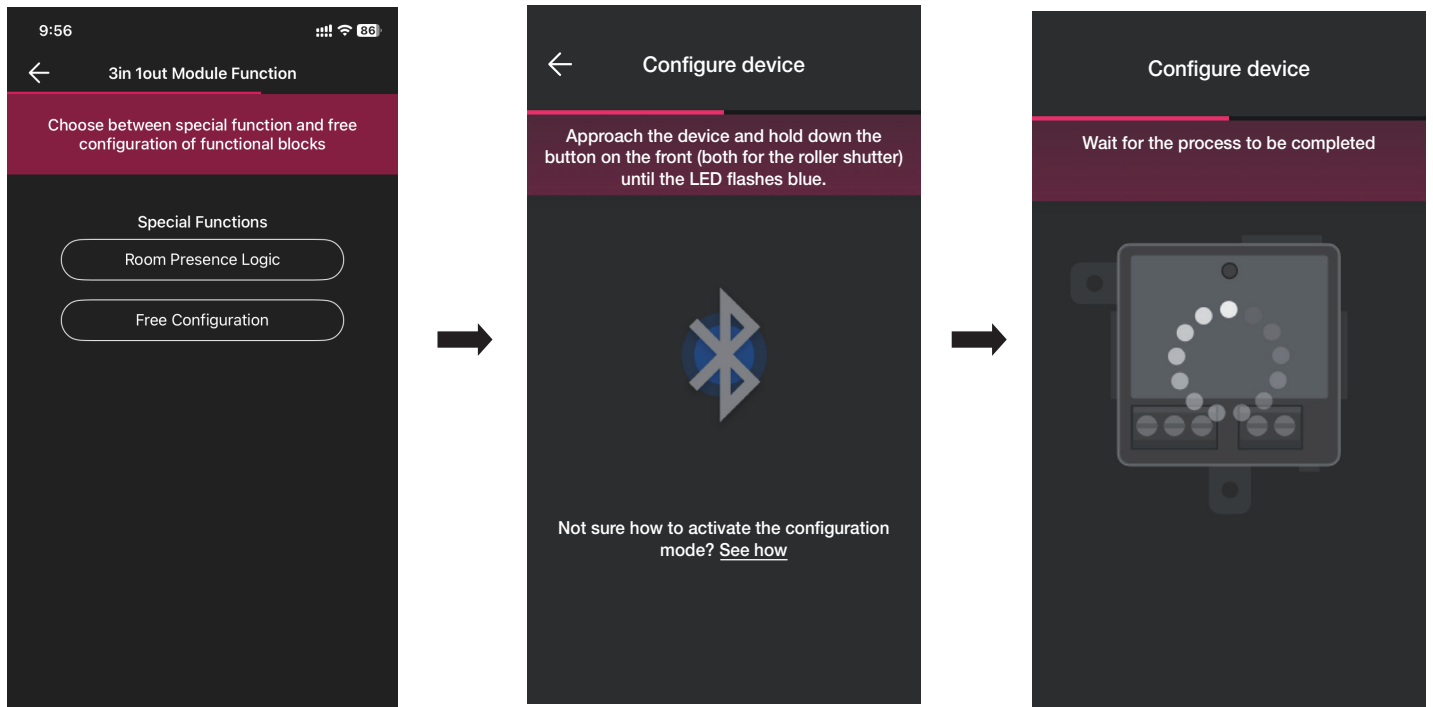 9:56
86
3in 1out Module Function
Choose between special function and free
configuration of functional blocks
Special Functions
Room Presence Logic
Free Configuration
Configure device
Approach the device and hold down the
button on the front (both for the roller shutter)
until the LED flashes blue.
Not sure how to activate the configuration
mode? See how
Configure device
Wait for the process to be completed